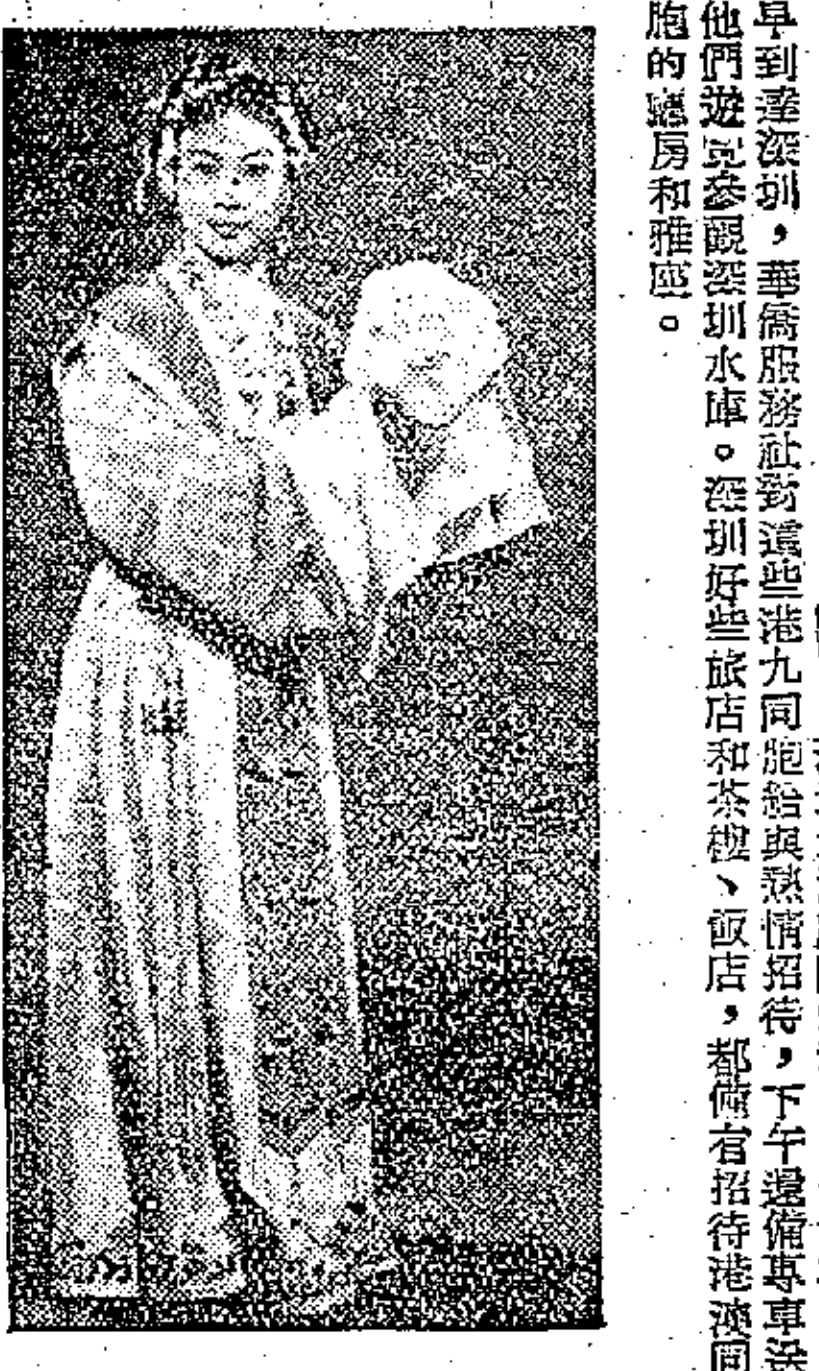 早到達深圳，華僑服務社對這些港九同胞給與熱情招待，下午還備專車送
他們遊覽參觀深圳水庫。深圳好些旅店和茶樓、飯店，都備有招待港澳同
胞的廳房和雅座。